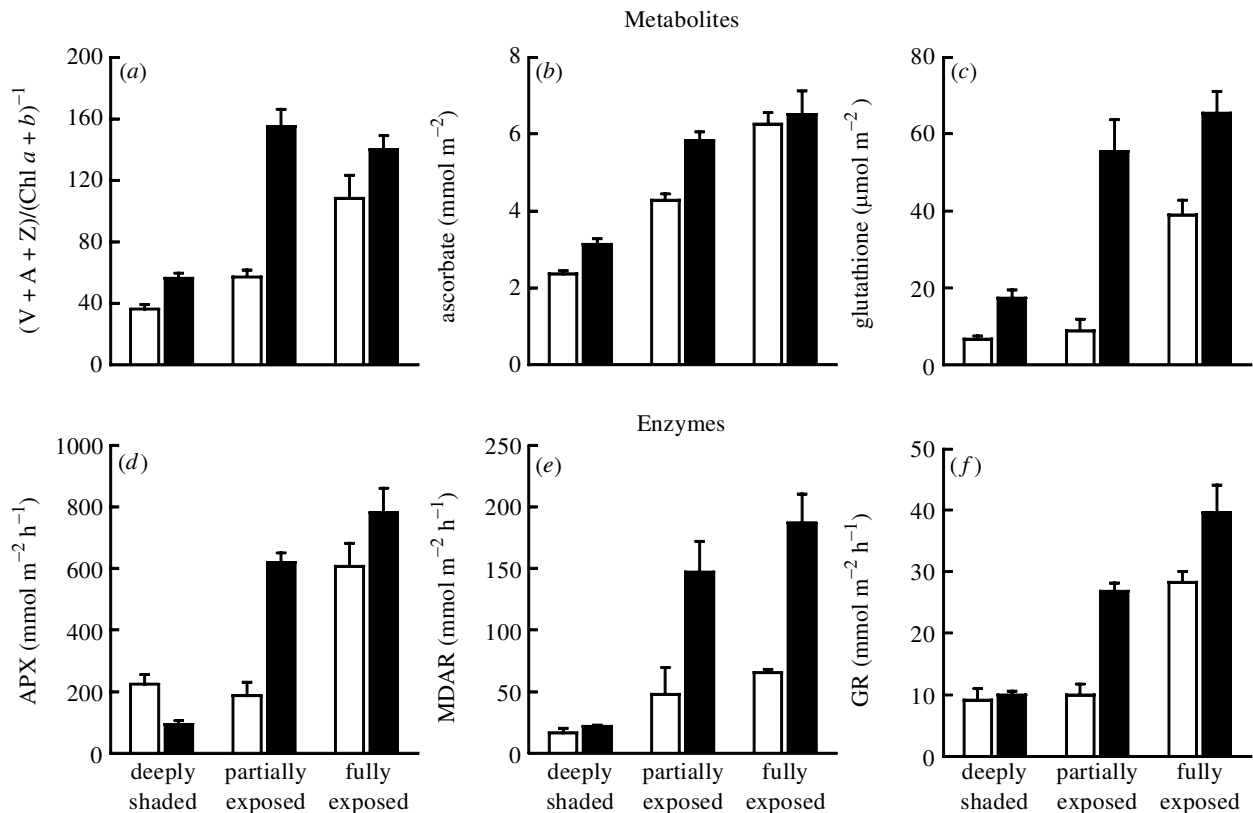 Metabolites
(a)
200
160
120
80
40
0
(V + A + Z)/(Chl a + b)⁻¹
(b)
8
6
4
2
0
ascorbate (mmol m⁻²)
(c)
80
60
40
20
0
glutathione (μmol m⁻²)
Enzymes
(d)
1000
800
600
400
200
0
APX (mmol m⁻² h⁻¹)
deeply shaded
partially exposed
fully exposed
(e)
250
200
150
100
50
0
MDAR (mmol m⁻² h⁻¹)
deeply shaded
partially exposed
fully exposed
(f)
50
40
30
20
10
0
GR (mmol m⁻² h⁻¹)
deeply shaded
partially exposed
fully exposed